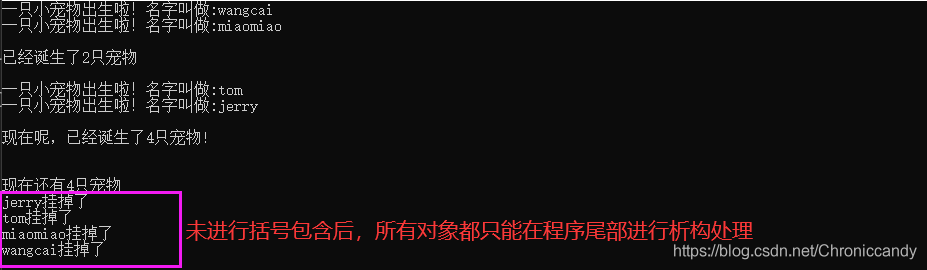 一只小宠物出生啦！名字叫做:wangcai
一只小宠物出生啦！名字叫做:miaomiao
已经诞生了2只宠物
一只小宠物出生啦！名字叫做:tom
一只小宠物出生啦！名字叫做:jerry
现在呢，已经诞生了4只宠物！
现在还有4只宠物
jerry挂掉了
tom挂掉了
miaomiao挂掉了
wangcai挂掉了
未进行括号包含后，所有对象都只能在程序尾部进行析构处理
https://blog.csdn.net/Chroniccandy